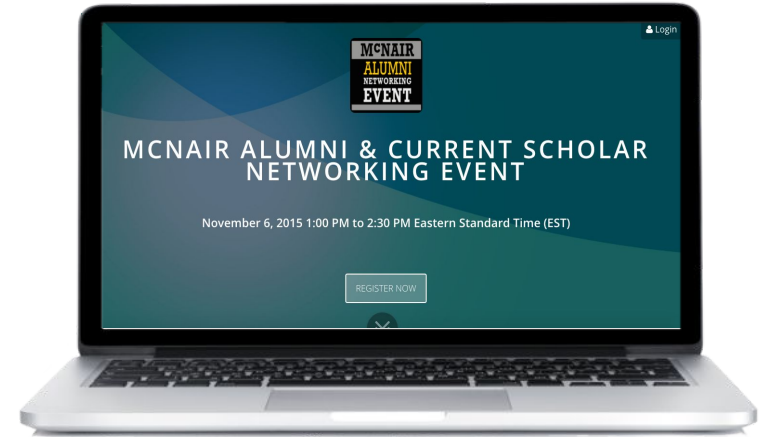 Login
McNAIR
ALUMNI
NETWORKING
EVENT
MCNAIR ALUMNI & CURRENT SCHOLAR
NETWORKING EVENT
November 6, 2015 1:00 PM to 2:30 PM Eastern Standard Time (EST)
REGISTER NOW